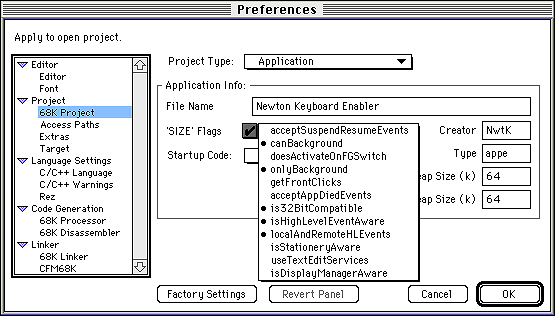 Preferences
Apply to open project.
Editor
Editor
Font
Project
68K Project
Access Paths
Extras
Target
Language Settings
C/C++ Language
C/C++ Warnings
Rez
Code Generation
68K Processor
68K Disassembler
Linker
68K Linker
CFM68K
Project Type: Application
Application Info:
File Name Newton Keyboard Enabler
'SIZE' Flags
Startup Code:
acceptSuspendResumeEvents
canBackground
doesActivateOnFGSwitch
onlyBackground
getFrontClicks
acceptAppDiedEvents
is32BitCompatible
isHighLevelEventAware
localAndRemoteHLEvents
isStationeryAware
useTextEditServices
isDisplayManagerAware
Creator NwtK
Type appe
eap Size (k) 64
Size (k) 64
Factory Settings
Revert Panel
Cancel
OK